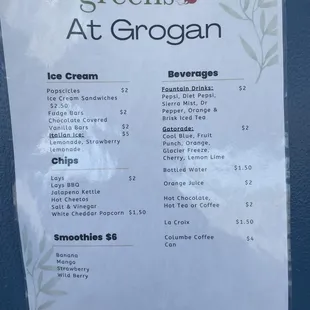 greens
At Grogan
Ice Cream
Popscicles $2
Ice Cream Sandwiches
$2.50
Fudge Bars $2
Chocolate Covered
Vanilla Bars $2
Italian Ice: $5
Lemonade, Strawberry
lemonade
Chips
Lays $2
Lays BBQ
Jalapeno Kettle
Hot Cheetos
Salt & Vinegar
White Cheddar Popcorn $1.50
Smoothies $6
Banana
Mango
Strawberry
Wild Berry
Beverages
Fountain Drinks: $2
Pepsi, Diet Pepsi,
Sierra Mist, Dr
Pepper, Orange &
Brisk Iced Tea
Gatorade: $2
Cool Blue, Fruit
Punch, Orange,
Glacier Freeze,
Cherry, Lemon Lime
Bottled Water $1.50
Orange Juice $2
Hot Chocolate,
Hot Tea or Coffee $2
La Croix $1.50
Columbe Coffee $4
Can